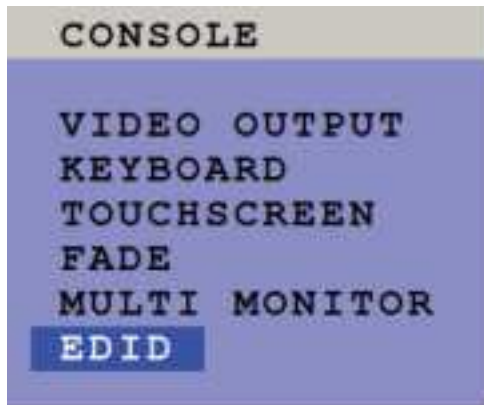 CONSOLE
VIDEO OUTPUT
KEYBOARD
TOUCHSCREEN
FADE
MULTI MONITOR
EDID